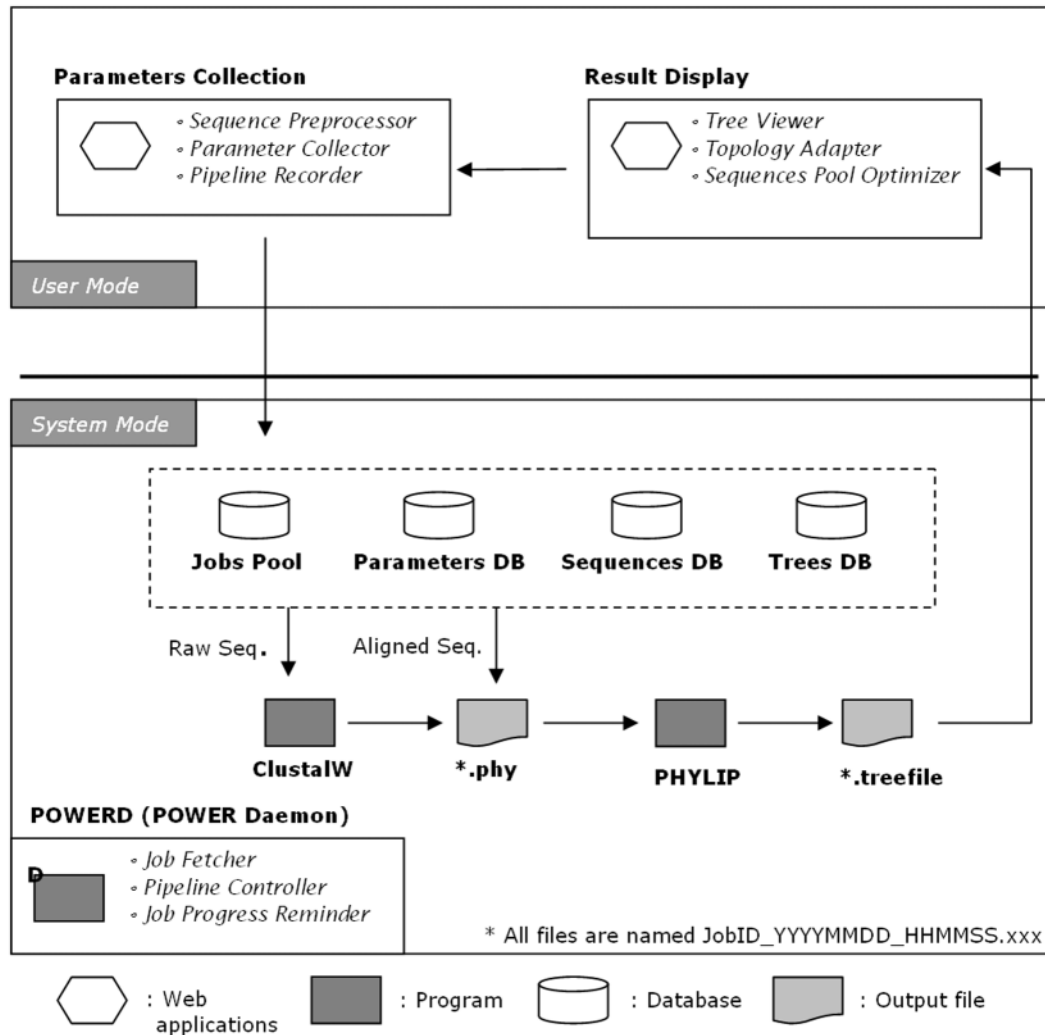 Parameters Collection
◦ Sequence Preprocessor
◦ Parameter Collector
◦ Pipeline Recorder
Result Display
◦ Tree Viewer
◦ Topology Adapter
◦ Sequences Pool Optimizer
User Mode
System Mode
Jobs Pool
Parameters DB
Sequences DB
Trees DB
Raw Seq.
Aligned Seq.
ClustalW
*.phy
PHYLIP
*.treefile
POWERD (POWER Daemon)
D
◦ Job Fetcher
◦ Pipeline Controller
◦ Job Progress Reminder
* All files are named JobID_YYYYMMDD_HHMMSS.xxx
: Web
applications
: Program
: Database
: Output file